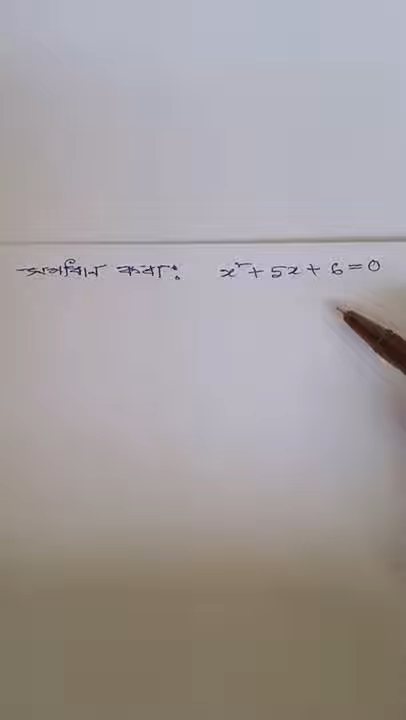 সমাধান করো: x² + 5x + 6 = 0